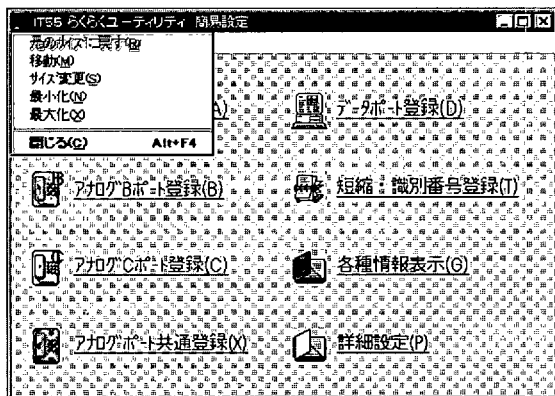 IT55 らくらくユーティリティ 簡易設定
元のサイズに戻す(R)
移動(M)
サイズ変更(S)
最小化(N)
最大化(X)
閉じる(C) Alt+F4
A)
データポート登録(D)
アナログBポート登録(B)
短縮・識別番号登録(T)
アナログCポート登録(C)
各種情報表示(G)
アナログポート共通登録(X)
詳細設定(P)